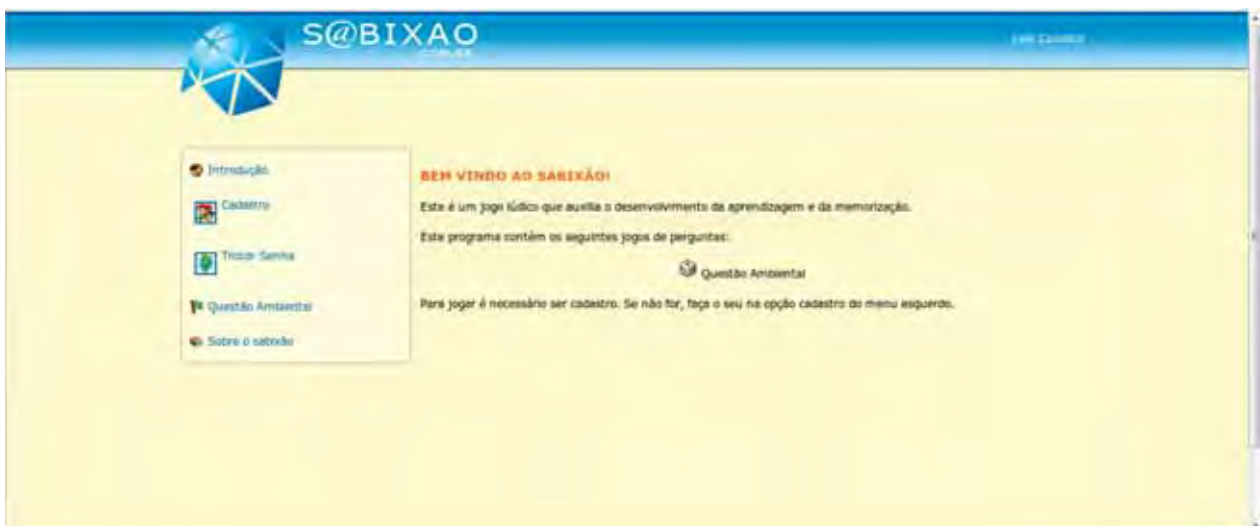 S@BIXAO
.COM.BR
Introdução
Cadastro
Trocar Senha
Questão Ambiental
Sobre o sabixão
BEM VINDO AO SABIXÃO!
Este é um jogo lúdico que auxilia o desenvolvimento da aprendizagem e da memorização.
Este programa contém os seguintes jogos de perguntas:
Questão Ambiental
Para jogar é necessário ser cadastro. Se não for, faça o seu na opção cadastro do menu esquerdo.